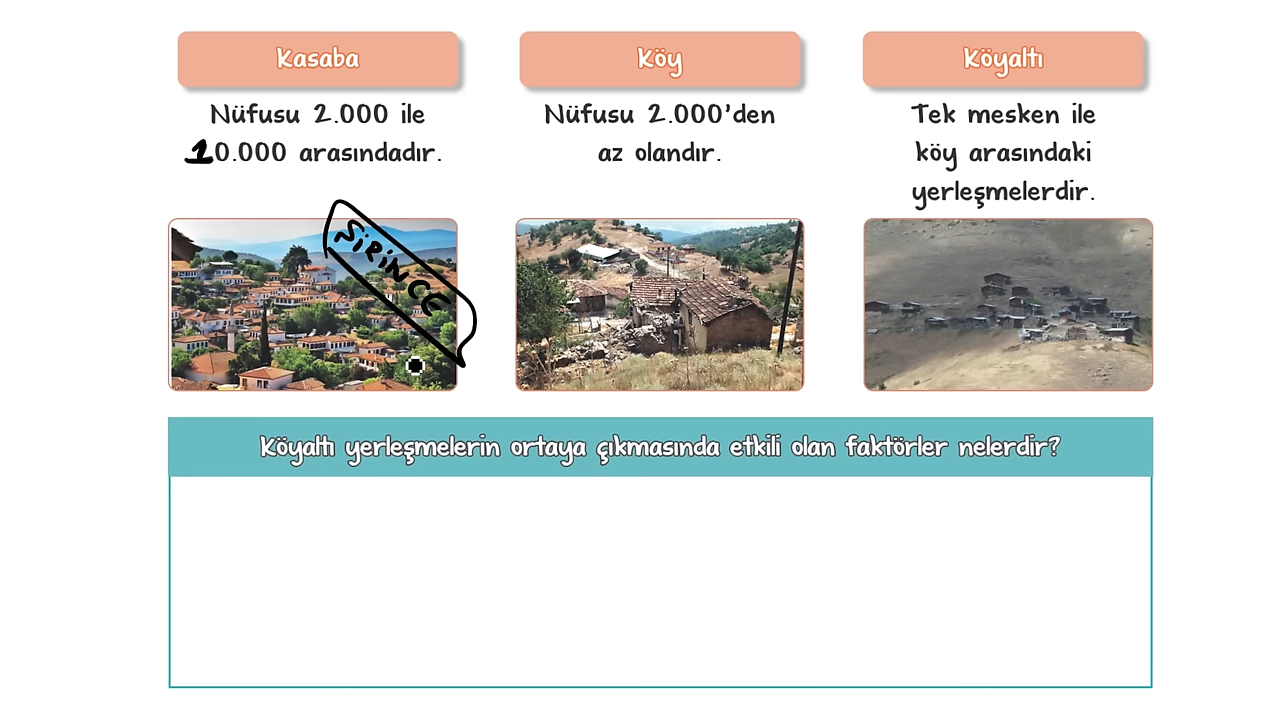 Kasaba
Nüfusu 2.000 ile
10.000 arasındadır.
ŞİRİNCE
Köy
Nüfusu 2.000'den
az olandır.
Köyaltı
Tek mesken ile
köy arasındaki
yerleşmelerdir.
Köyaltı yerleşmelerin ortaya çıkmasında etkili olan faktörler nelerdir?